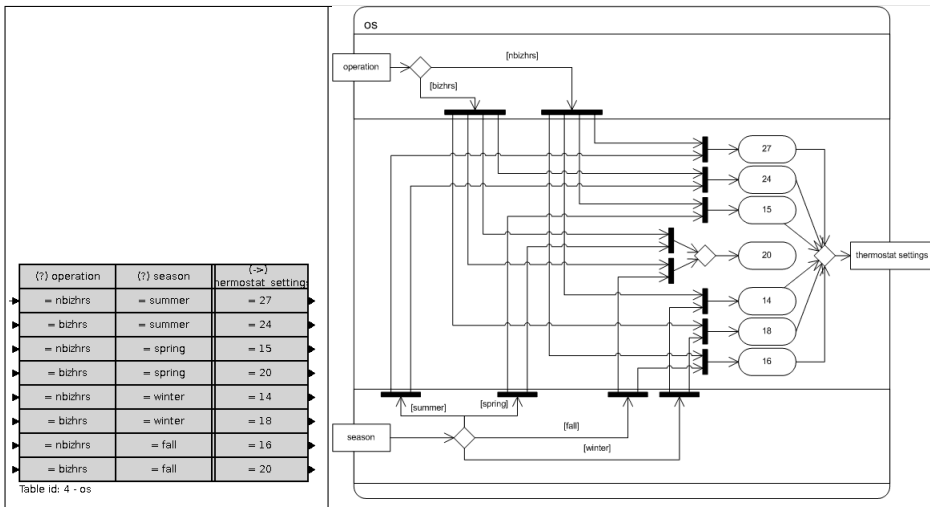 (?) operation (?) season (->)
hermostat setting
= nbizhrs = summer = 27
= bizhrs = summer = 24
= nbizhrs = spring = 15
= bizhrs = spring = 20
= nbizhrs = winter = 14
= bizhrs = winter = 18
= nbizhrs = fall = 16
= bizhrs = fall = 20
Table id: 4 - os
os
operation
[nbizhrs]
[bizhrs]
27
24
15
20
thermostat settings
14
18
16
[summer]
[spring]
[fall]
season
[winter]